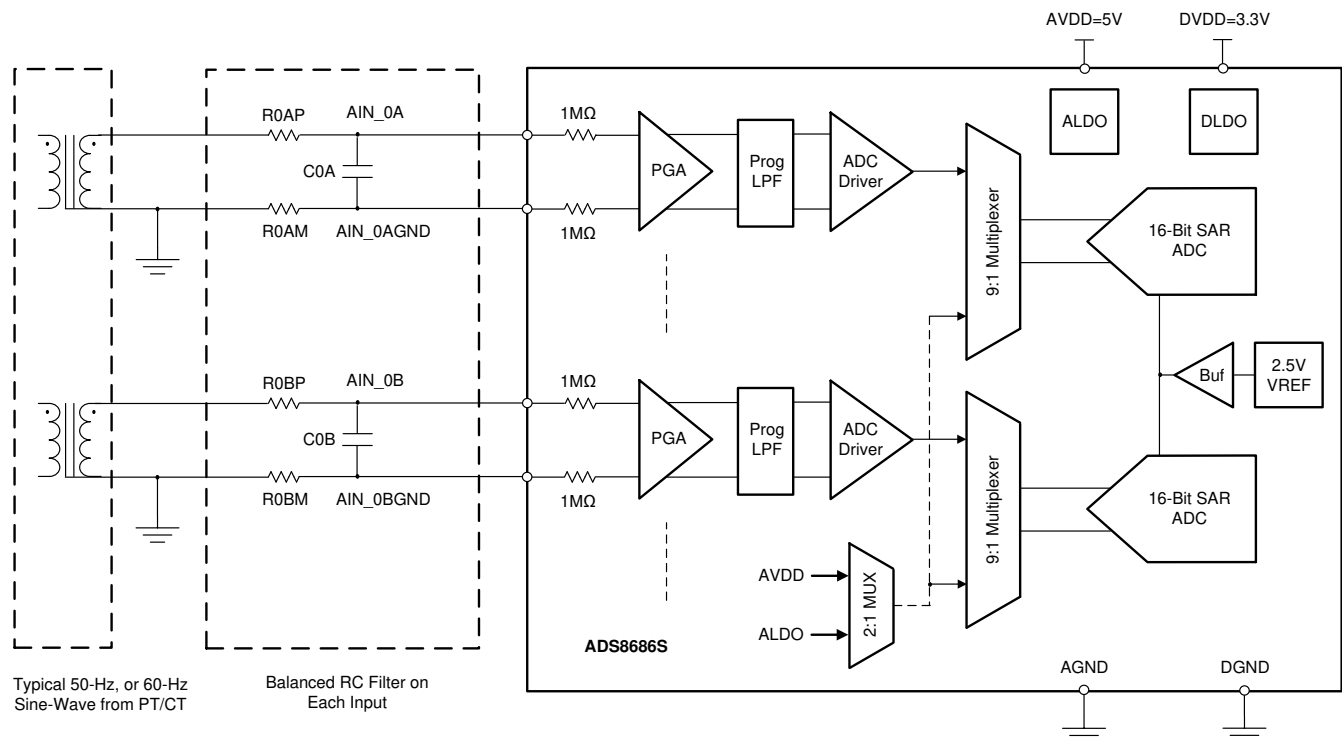 AVDD=5V
DVDD=3.3V
R0AP
AIN_0A
1MΩ
C0A
PGA
Prog
LPF
ADC
Driver
ALDO
DLDO
R0AM
AIN_0AGND
1MΩ
9:1 Multiplexer
16-Bit SAR
ADC
R0BP
AIN_0B
1MΩ
C0B
PGA
Prog
LPF
ADC
Driver
Buf
2.5V
VREF
R0BM
AIN_0BGND
1MΩ
9:1 Multiplexer
16-Bit SAR
ADC
AVDD
ALDO
2:1 MUX
ADS8686S
AGND
DGND
Typical 50-Hz, or 60-Hz
Sine-Wave from PT/CT
Balanced RC Filter on
Each Input